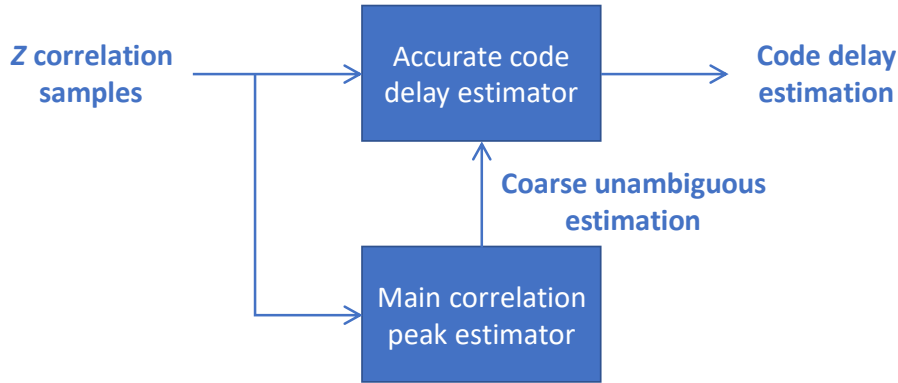 Z correlation
samples
Accurate code
delay estimator
Code delay
estimation
Coarse unambiguous
estimation
Main correlation
peak estimator